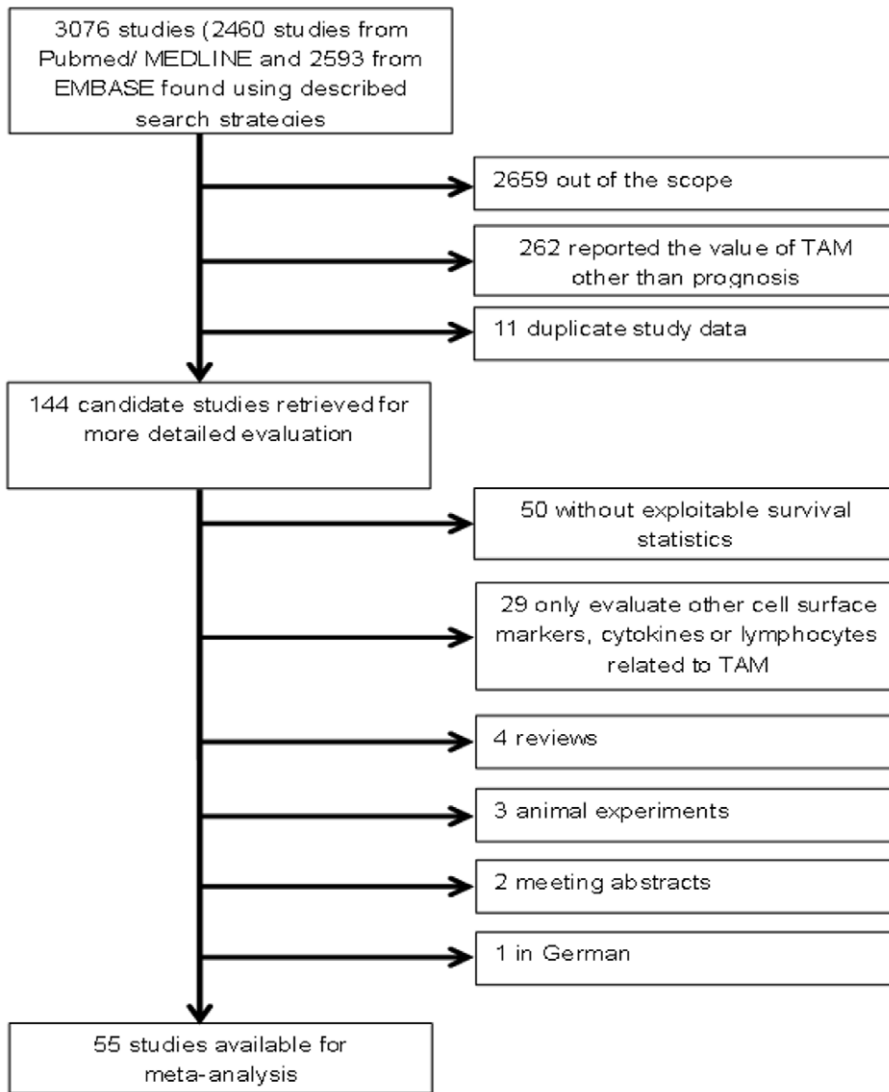 3076 studies (2460 studies from
Pubmed/ MEDLINE and 2593 from
EMBASE found using described
search strategies
2659 out of the scope
262 reported the value of TAM
other than prognosis
11 duplicate study data
144 candidate studies retrieved for
more detailed evaluation
50 without exploitable survival
statistics
29 only evaluate other cell surface
markers, cytokines or lymphocytes
related to TAM
4 reviews
3 animal experiments
2 meeting abstracts
1 in German
55 studies available for
meta-analysis